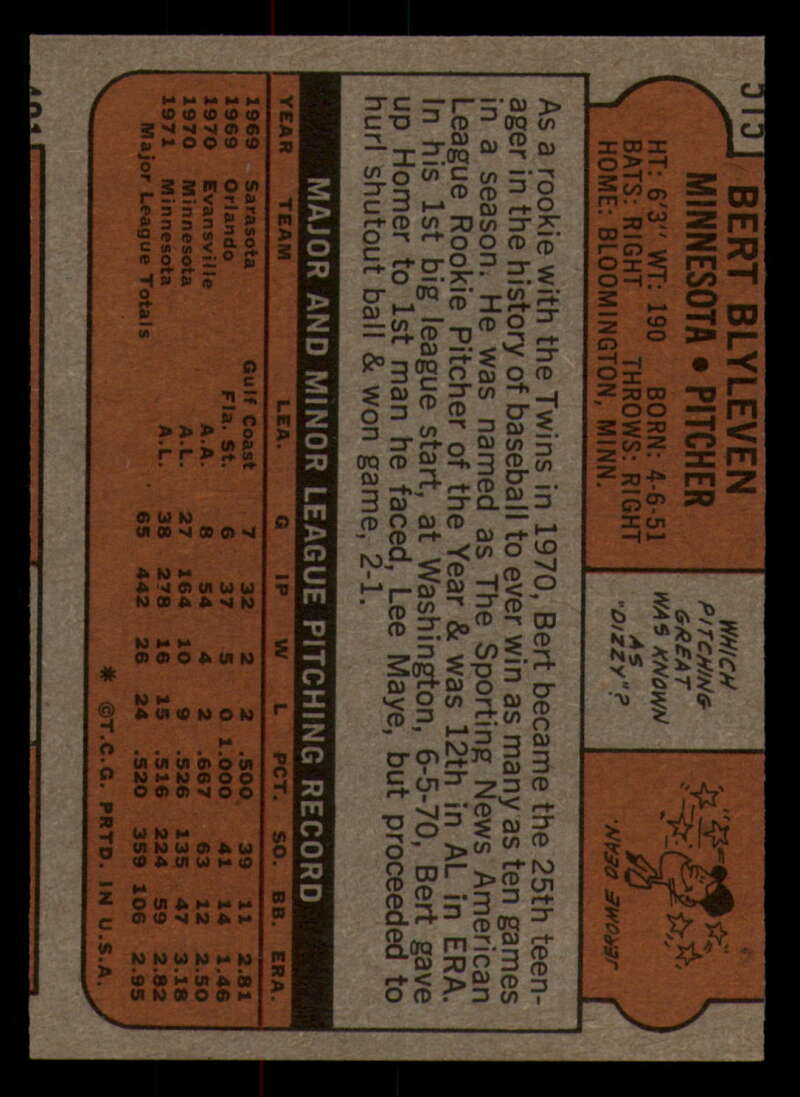 515
BERT BLYLEVEN
MINNESOTA • PITCHER
HT: 6'3" WT: 190 BORN: 4-6-51
BATS: RIGHT THROWS: RIGHT
HOME: BLOOMINGTON, MINN.
WHICH
PITCHING
GREAT
WAS KNOWN
AS
"DIZZY"?
JEROME DEAN.
As a rookie with the Twins in 1970, Bert became the 25th teen-
ager in the history of baseball to ever win as many as ten games
in a season. He was named as The Sporting News American
League Rookie Pitcher of the Year & was 12th in AL in ERA.
In his 1st big league start, at Washington, 6-5-70, Bert gave
up Homer to 1st man he faced, Lee Maye, but proceeded to
hurl shutout ball & won game, 2-1.
MAJOR AND MINOR LEAGUE PITCHING RECORD
YEAR TEAM LEA. G IP W L PCT. SO. BB. ERA.
1969 Sarasota Gulf Coast 7 32 2 2 .500 39 11 2.81
1969 Orlando Fla. St. 6 37 5 0 1.000 41 14 1.46
1970 Evansville A.A. 8 54 4 2 .667 63 12 2.50
1970 Minnesota A.L. 27 164 10 9 .526 135 47 3.18
1971 Minnesota A.L. 38 278 16 15 .516 224 59 2.82
Major League Totals 65 442 26 24 .520 359 106 2.95
* ©T.C.G. PRTD. IN U.S.A.